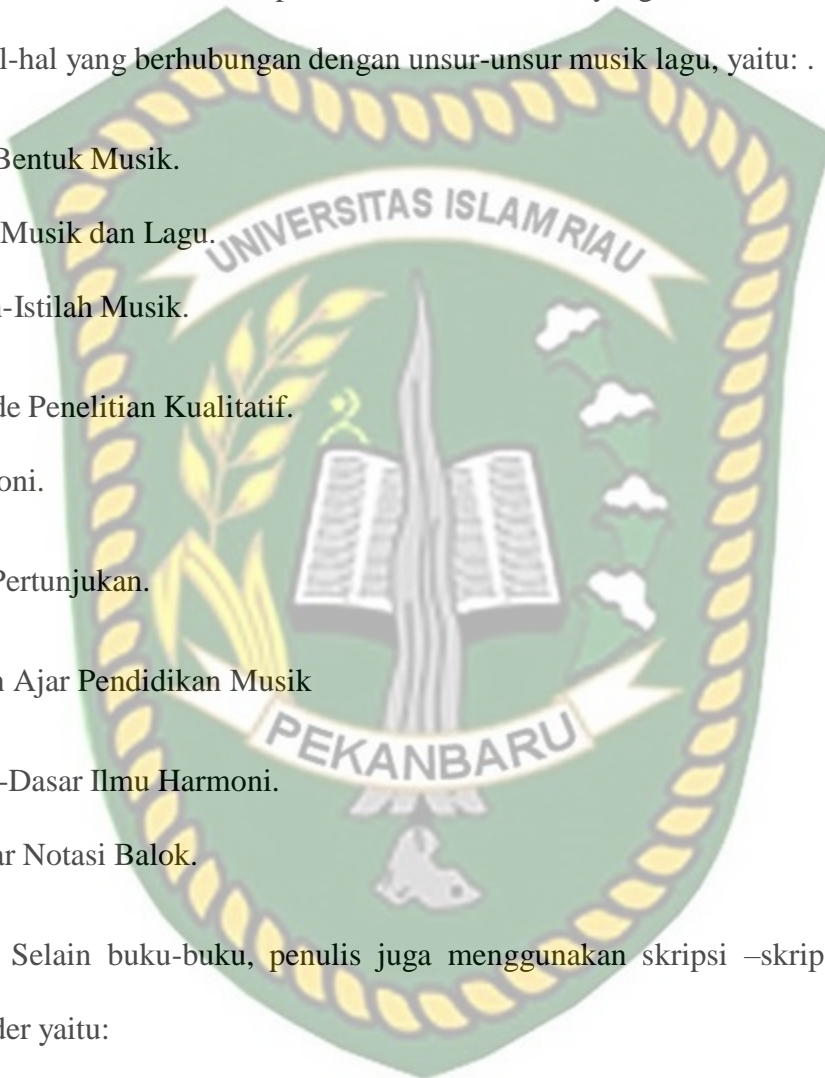 l-hal yang berhubungan dengan unsur-unsur musik lagu, yaitu: .
Bentuk Musik.
UNIVERSITAS ISLAM RIAU
Musik dan Lagu.
-Istilah Musik.
de Penelitian Kualitatif.
oni.
Pertunjukan.
n Ajar Pendidikan Musik
PEKANBARU
-Dasar Ilmu Harmoni.
ar Notasi Balok.
Selain buku-buku, penulis juga menggunakan skripsi –skrip
der yaitu: